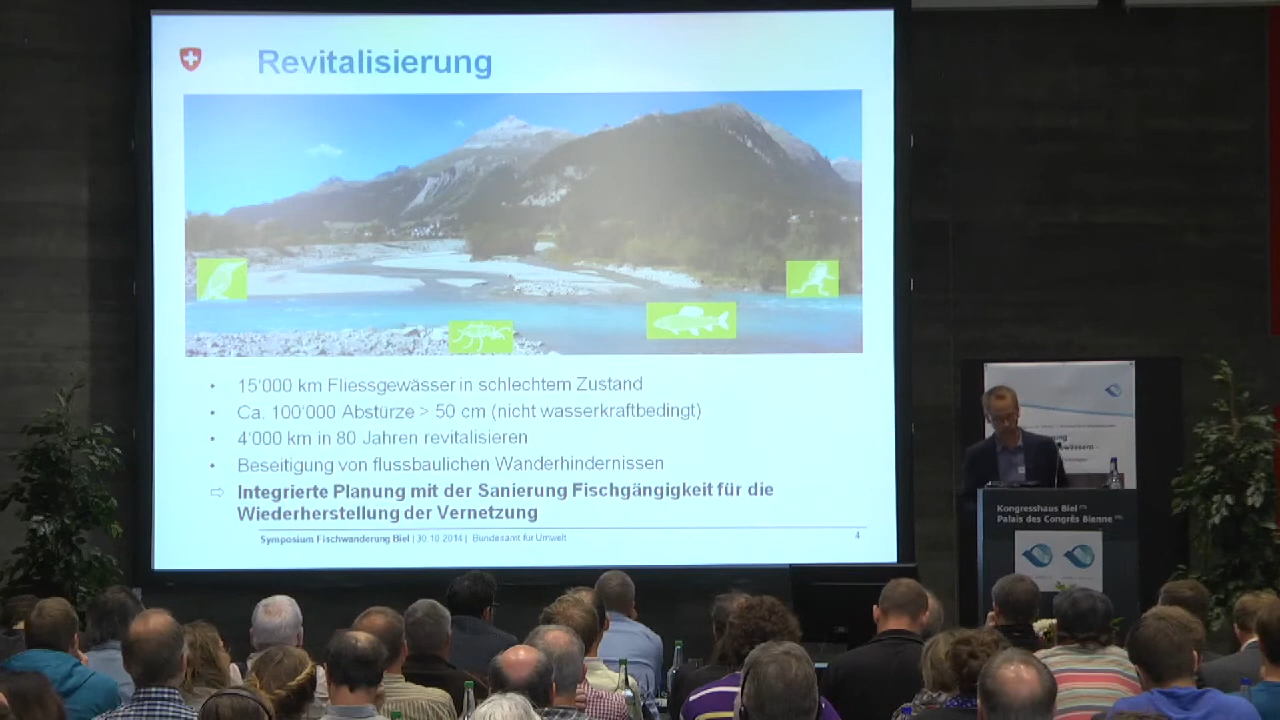 Revitalisierung
• 15'000 km Fliessgewässer in schlechtem Zustand
• Ca. 100'000 Abstürze > 50 cm (nicht wasserkraftbedingt)
• 4'000 km in 80 Jahren revitalisieren
• Beseitigung von flussbaulichen Wanderhindernissen
⇨ Integrierte Planung mit der Sanierung Fischgängigkeit für die
Wiederherstellung der Vernetzung
Symposium Fischwanderung Biel | 30.10.2014 | Bundesamt für Umwelt
4
Kongresshaus Biel
Palais des Congrès Bienne